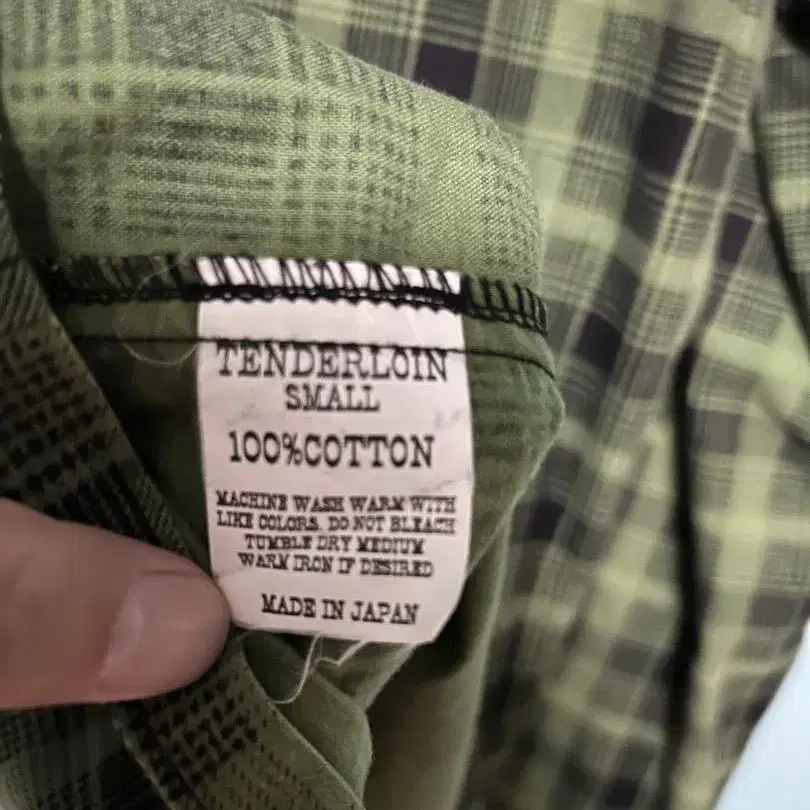 TENDERLOIN
SMALL
100%COTTON
MACHINE WASH WARM WITH
LIKE COLORS. DO NOT BLEACH
TUMBLE DRY MEDIUM
WARM IRON IF DESIRED
MADE IN JAPAN